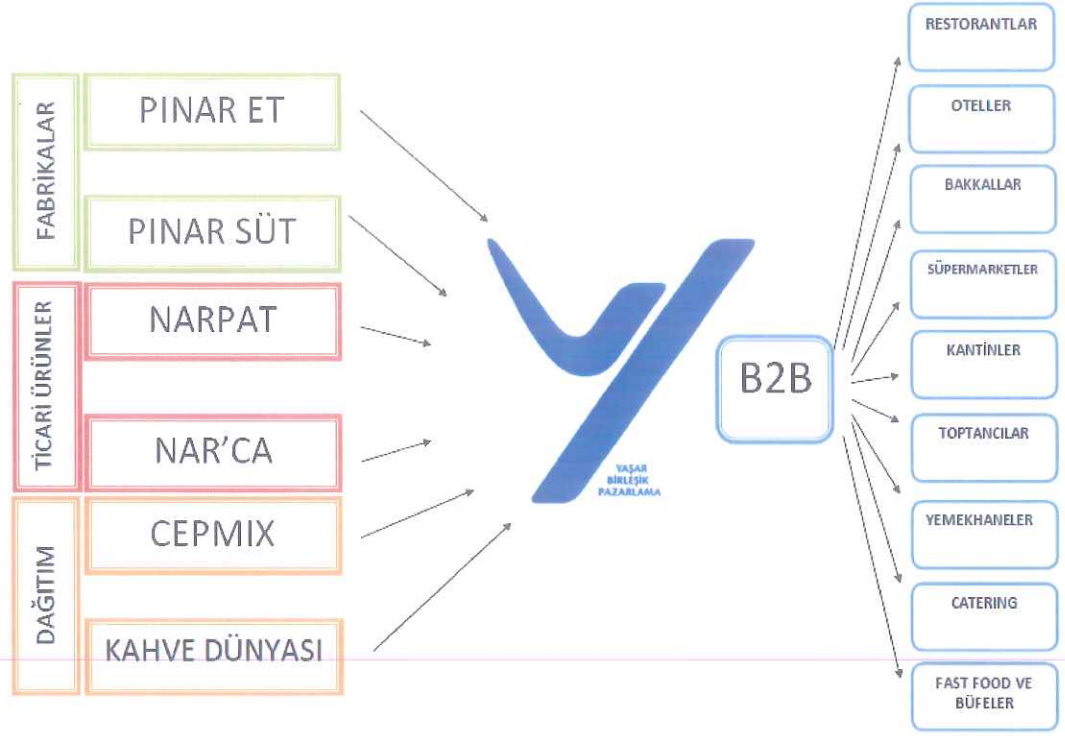 FABRİKALAR
PINAR ET
PINAR SÜT
TİCARİ ÜRÜNLER
NARPAT
NAR'CA
DAĞITIM
CEPMIX
KAHVE DÜNYASI
YAŞAR
BİRLEŞİK
PAZARLAMA
B2B
RESTORANTLAR
OTELLER
BAKKALLAR
SÜPERMARKETLER
KANTİNLER
TOPTANCILAR
YEMEKHANELER
CATERING
FAST FOOD VE
BÜFELER